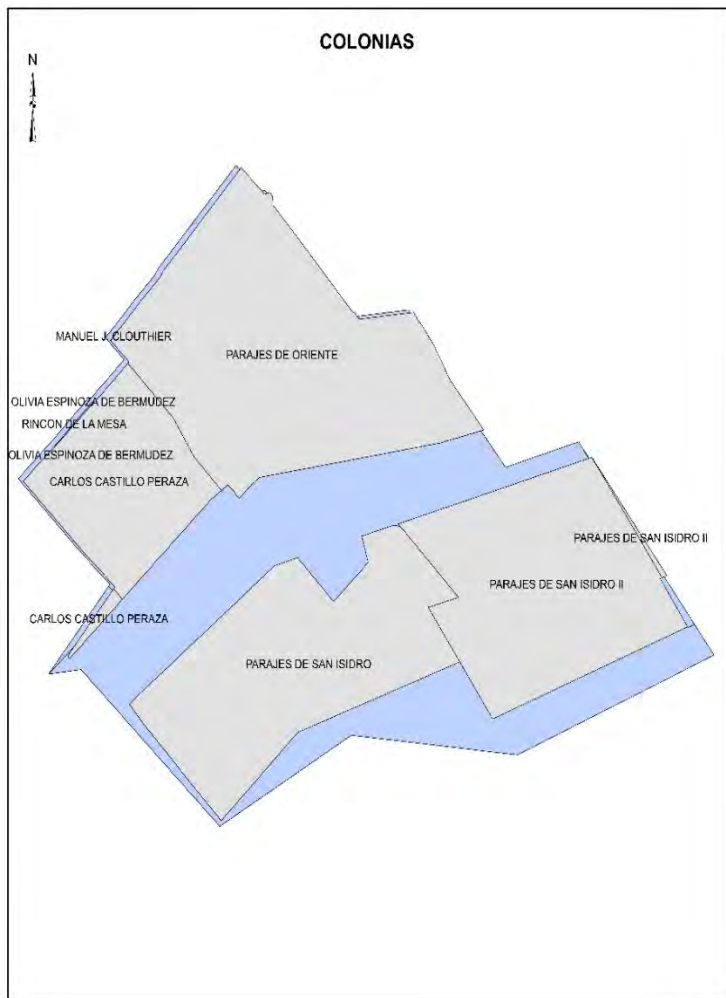 COLONIAS
N
MANUEL J. CLOUTHIER
PARAJES DE ORIENTE
OLIVIA ESPINOZA DE BERMUDEZ
RINCON DE LA MESA
OLIVIA ESPINOZA DE BERMUDEZ
CARLOS CASTILLO PERAZA
PARAJES DE SAN ISIDRO II
PARAJES DE SAN ISIDRO II
CARLOS CASTILLO PERAZA
PARAJES DE SAN ISIDRO